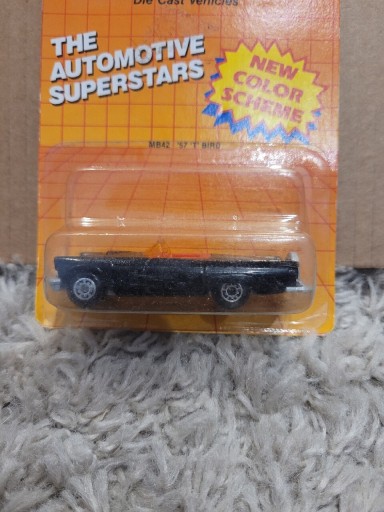 Die Cast Vehicles
THE
AUTOMOTIVE
SUPERSTARS
NEW
COLOR
SCHEME
MB42 '57 'T' BIRD